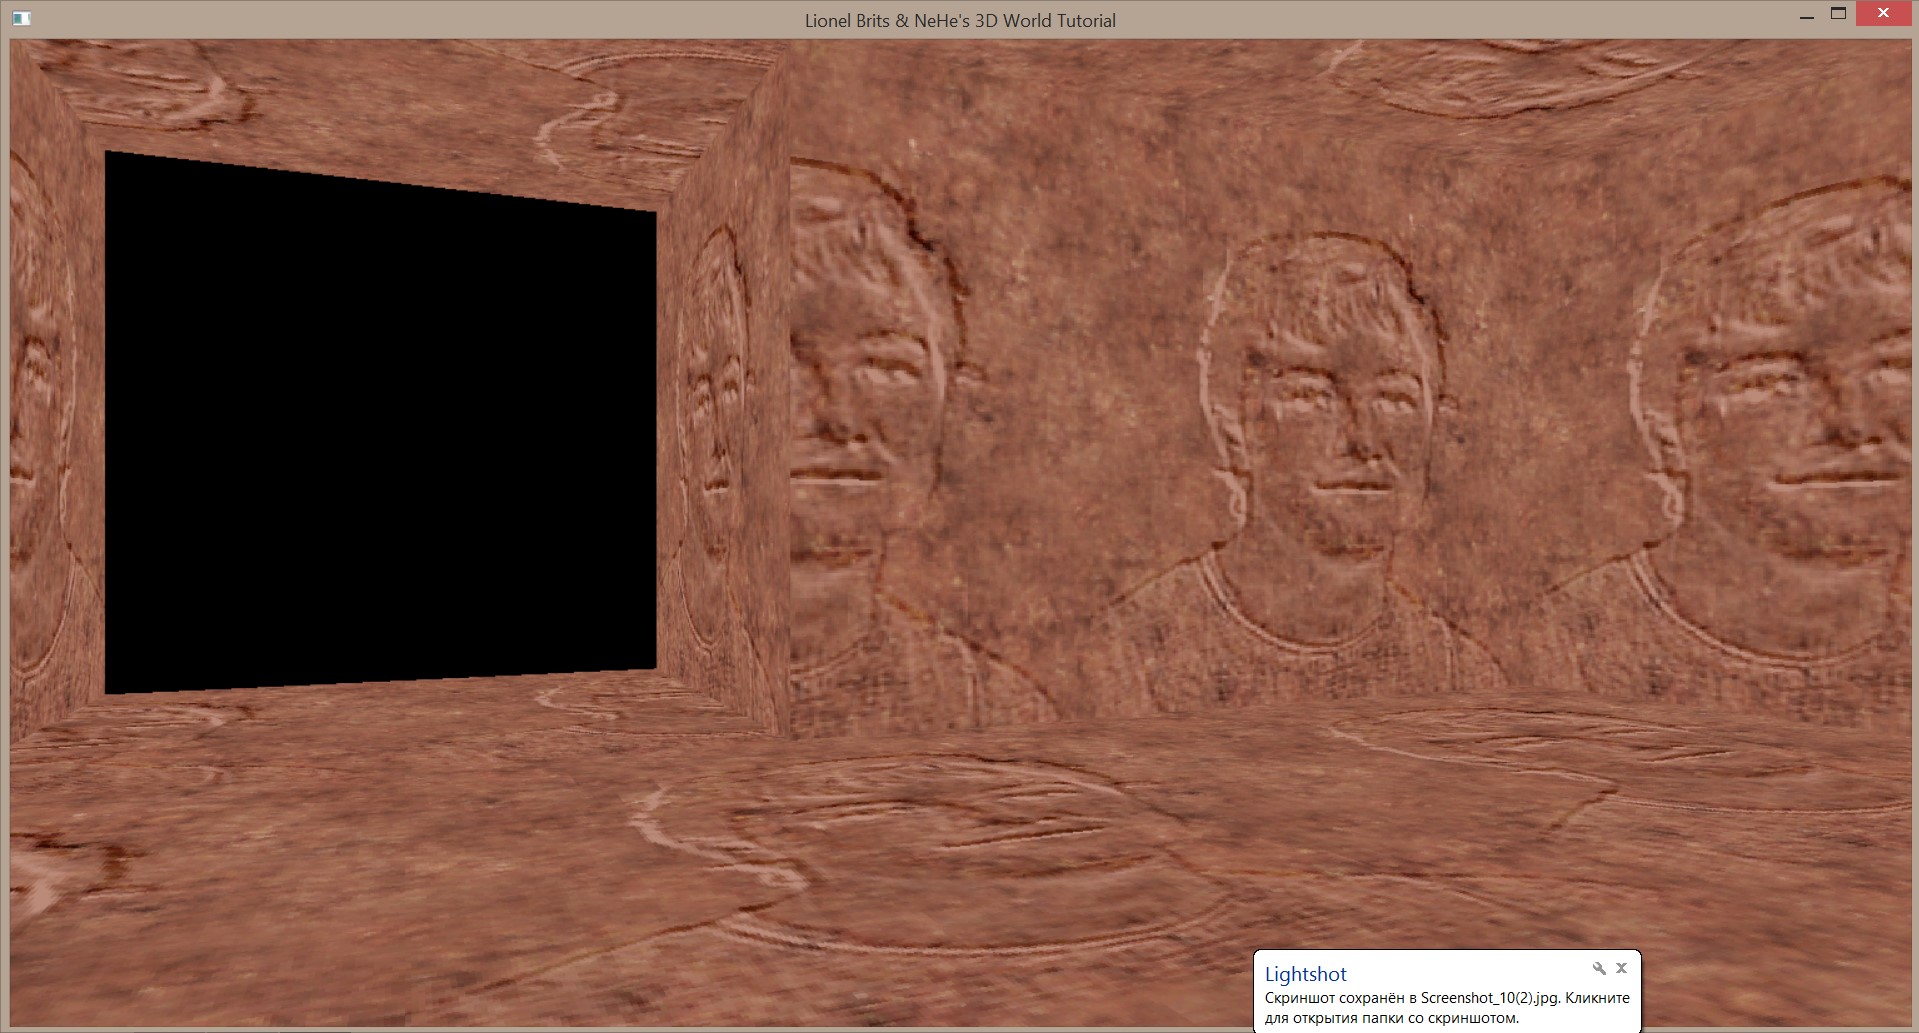 Lionel Brits & NeHe's 3D World Tutorial
Lightshot
Скриншот сохранён в Screenshot_10(2).jpg. Кликните
для открытия папки со скриншотом.